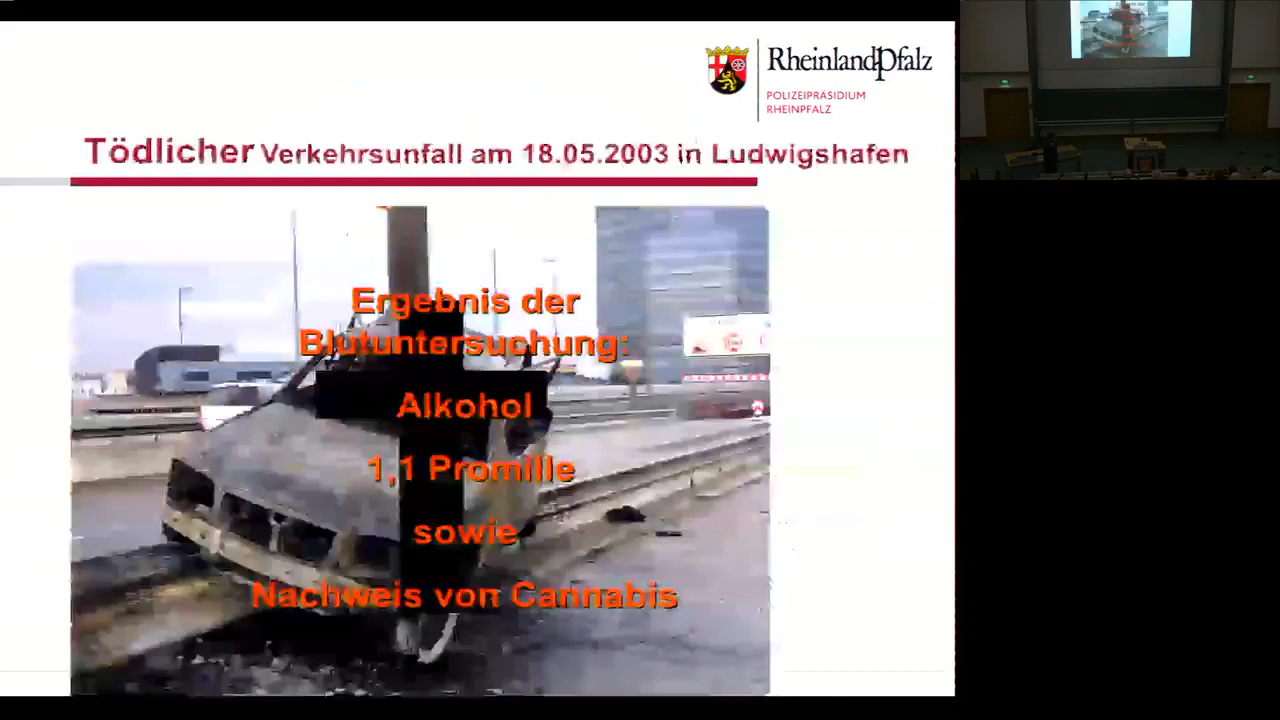 RheinlandPfalz
POLIZEIPRÄSIDIUM
RHEINPFALZ
Tödlicher Verkehrsunfall am 18.05.2003 in Ludwigshafen
Ergebnis der
Blutuntersuchung:
Alkohol
1,1 Promille
sowie
Nachweis von Cannabis